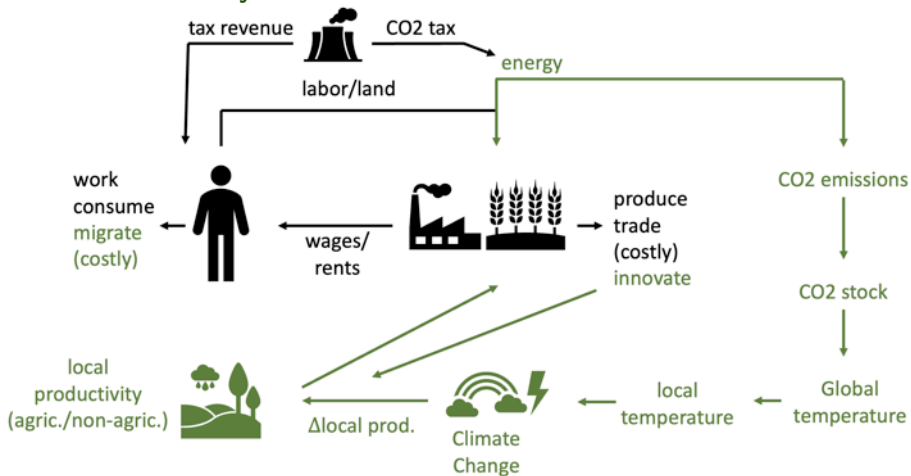 tax revenue
CO2 tax
energy
labor/land
work
consume
migrate
(costly)
wages/
rents
produce
trade
(costly)
innovate
CO2 emissions
CO2 stock
local
productivity
(agric./non-agric.)
Δlocal prod.
Climate
Change
local
temperature
Global
temperature